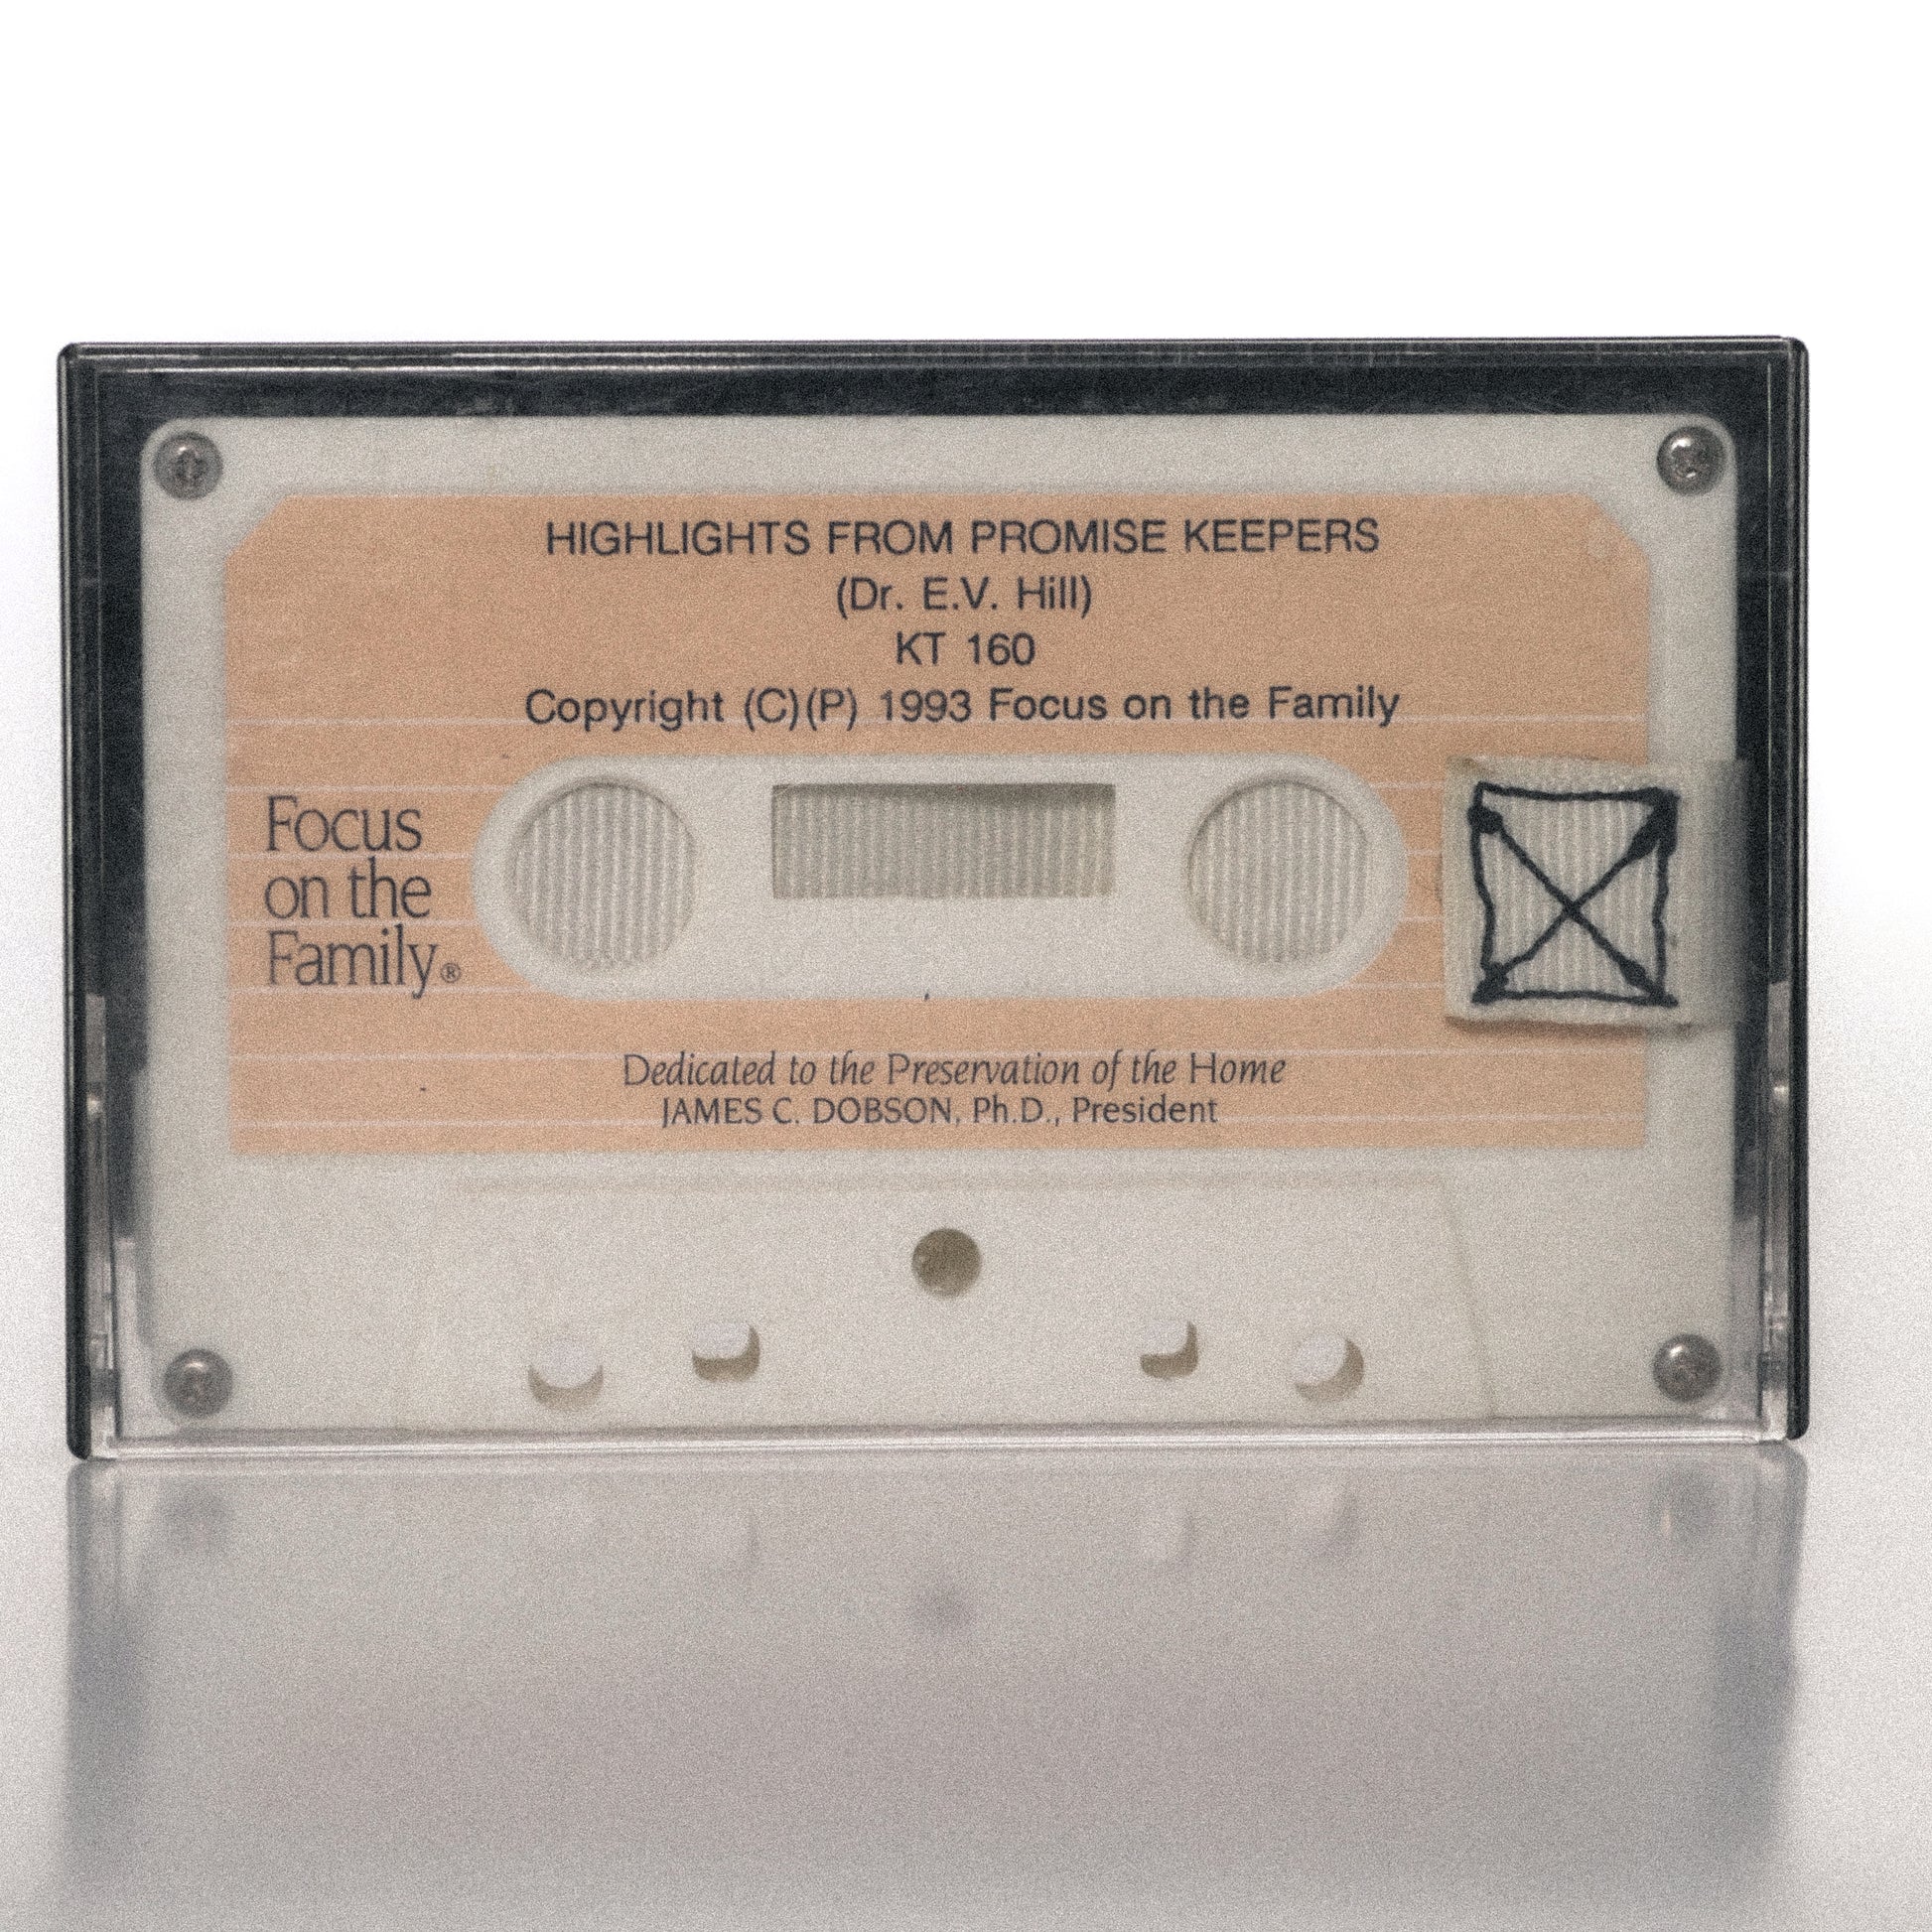 HIGHLIGHTS FROM PROMISE KEEPERS
(Dr. E.V. Hill)
KT 160
Copyright (C)(P) 1993 Focus on the Family
Focus
on the
Family®
Dedicated to the Preservation of the Home
JAMES C. DOBSON, Ph.D., President